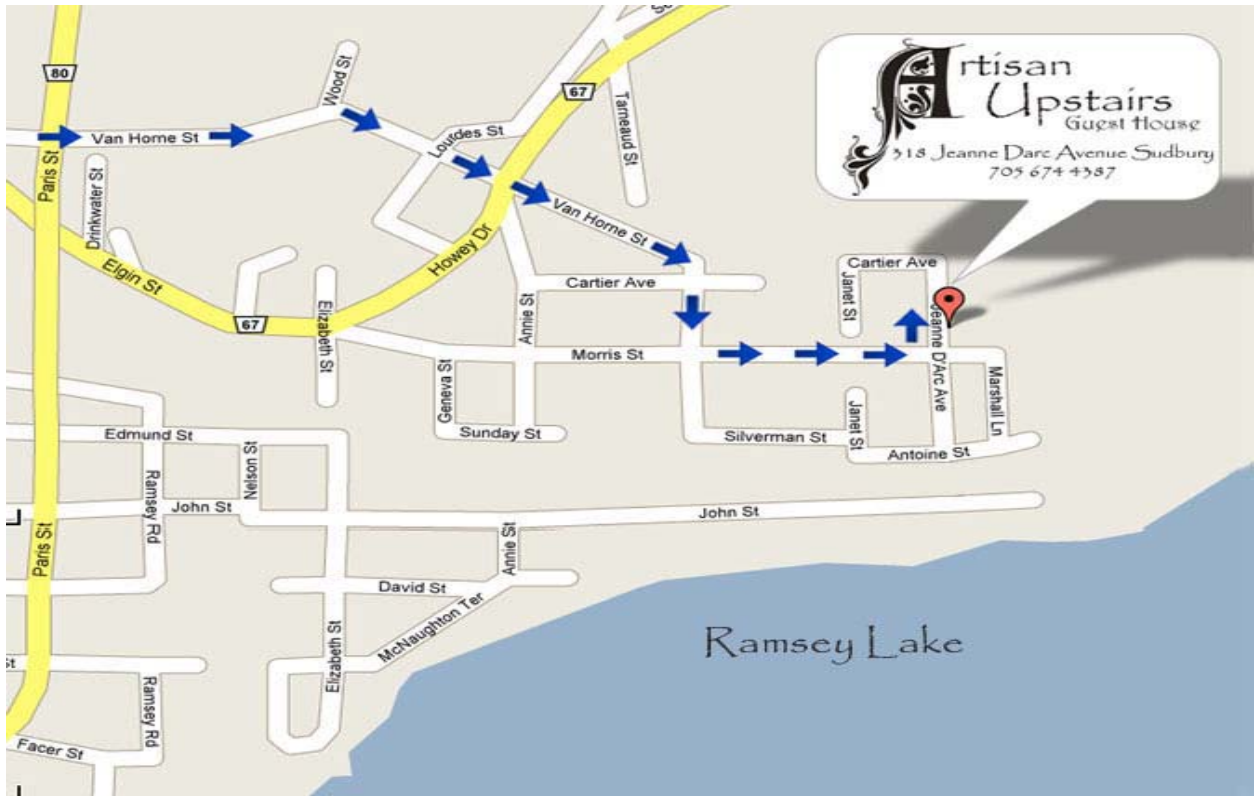 80
Wood St
67
Tarneaud St
Artisan
Upstairs
Guest House
318 Jeanne Darc Avenue Sudbury
705 674 4387
Van Horne St
Lourdes St
Paris St
Drinkwater St
Van Horne St
Elgin St
Howey Dr
Cartier Ave
Cartier Ave
Janet St
67
Elizabeth St
Annie St
Jeanne D'Arc Ave
Morris St
Geneva St
Marshall Ln
Sunday St
Silverman St
Janet St
Antoine St
Edmund St
Nelson St
Ramsey Rd
John St
John St
Paris St
Annie St
David St
McNaughton Ter
Elizabeth St
Ramsey Lake
St
Ramsey Rd
Facer St